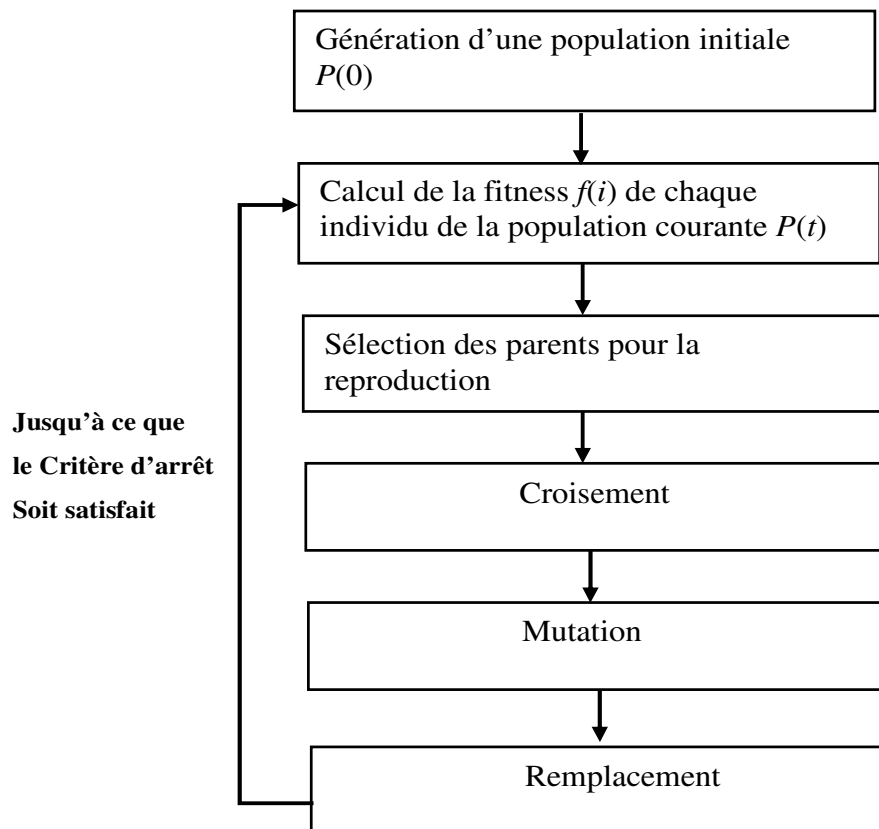 Génération d’une population initiale
P(0)
Calcul de la fitness f(i) de chaque
individu de la population courante P(t)
Sélection des parents pour la
reproduction
Jusqu’à ce que
le Critère d’arrêt
Soit satisfait
Croisement
Mutation
Remplacement